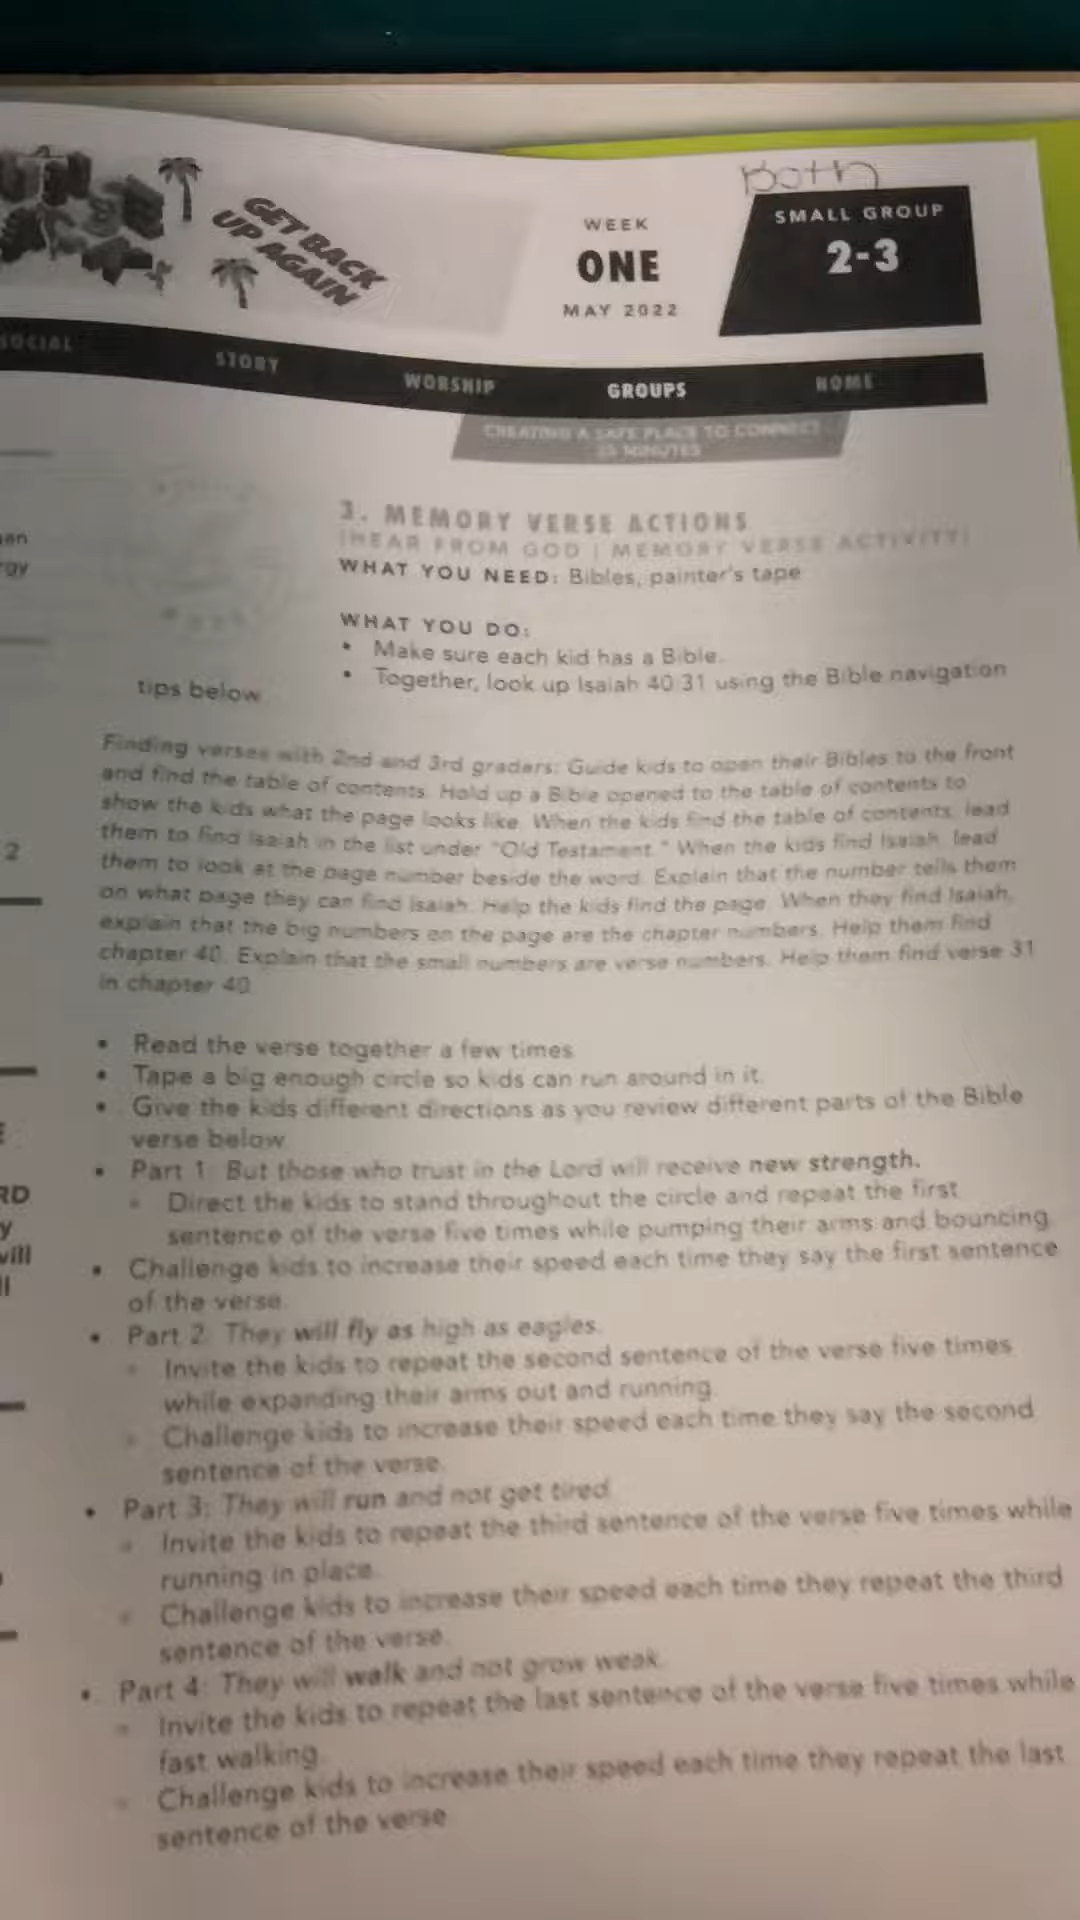 Both
GET BACK
UP AGAIN
WEEK
ONE
MAY 2022
SMALL GROUP
2-3
SOCIAL
STORY
WORSHIP
GROUPS
HOME
CREATING A SAFE PLACE TO CONNECT
MINUTES
3. MEMORY VERSE ACTIONS
[HEAR FROM GOD | MEMORY VERSE ACTIVITY]
WHAT YOU NEED: Bibles, painter's tape
WHAT YOU DO:
• Make sure each kid has a Bible.
• Together, look up Isaiah 40:31 using the Bible navigation
tips below
Finding verses with 2nd and 3rd graders: Guide kids to open their Bibles to the front
and find the table of contents. Hold up a Bible opened to the table of contents to
show the kids what the page looks like. When the kids find the table of contents, lead
them to find Isaiah in the list under "Old Testament." When the kids find Isaiah, lead
them to look at the page number beside the word. Explain that the number tells them
on what page they can find Isaiah. Help the kids find the page. When they find Isaiah,
explain that the big numbers on the page are the chapter numbers. Help them find
chapter 40. Explain that the small numbers are verse numbers. Help them find verse 31
in chapter 40
• Read the verse together a few times
• Tape a big enough circle so kids can run around in it.
• Give the kids different directions as you review different parts of the Bible
verse below
• Part 1: But those who trust in the Lord will receive new strength.
Direct the kids to stand throughout the circle and repeat the first
sentence of the verse five times while pumping their arms and bouncing
• Challenge kids to increase their speed each time they say the first sentence
of the verse.
• Part 2: They will fly as high as eagles.
Invite the kids to repeat the second sentence of the verse five times
while expanding their arms out and running.
Challenge kids to increase their speed each time they say the second
sentence of the verse.
• Part 3: They will run and not get tired
Invite the kids to repeat the third sentence of the verse five times while
running in place.
Challenge kids to increase their speed each time they repeat the third
sentence of the verse.
• Part 4: They will walk and not grow weak.
Invite the kids to repeat the last sentence of the verse five times while
fast walking.
Challenge kids to increase their speed each time they repeat the last
sentence of the verse
2
RD
y
will